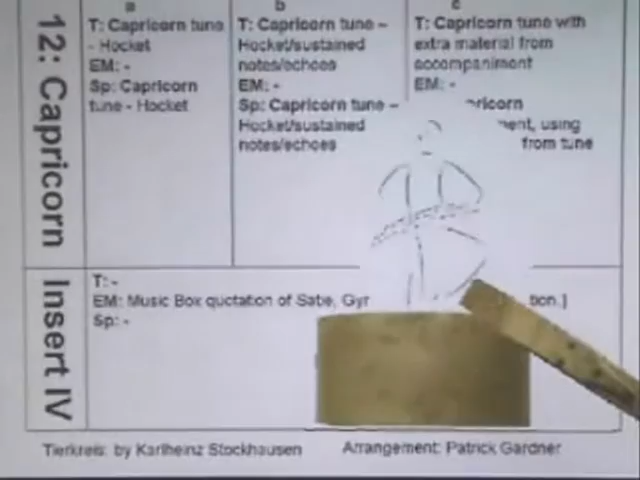 12: Capricorn
a
T: Capricorn tune
- Hocket
EM: -
Sp: Capricorn
tune - Hocket
b
T: Capricorn tune –
Hocket/sustained
notes/echoes
EM: -
Sp: Capricorn tune –
Hocket/sustained
notes/echoes
c
T: Capricorn tune with
extra material from
accompaniment
EM: -
ricorn
ment, using
from tune
Insert IV
T: -
EM: Music Box quotation of Satie, Gyr
tion.]
Sp: -
Tierkreis: by Karlheinz Stockhausen
Arrangement: Patrick Gardner